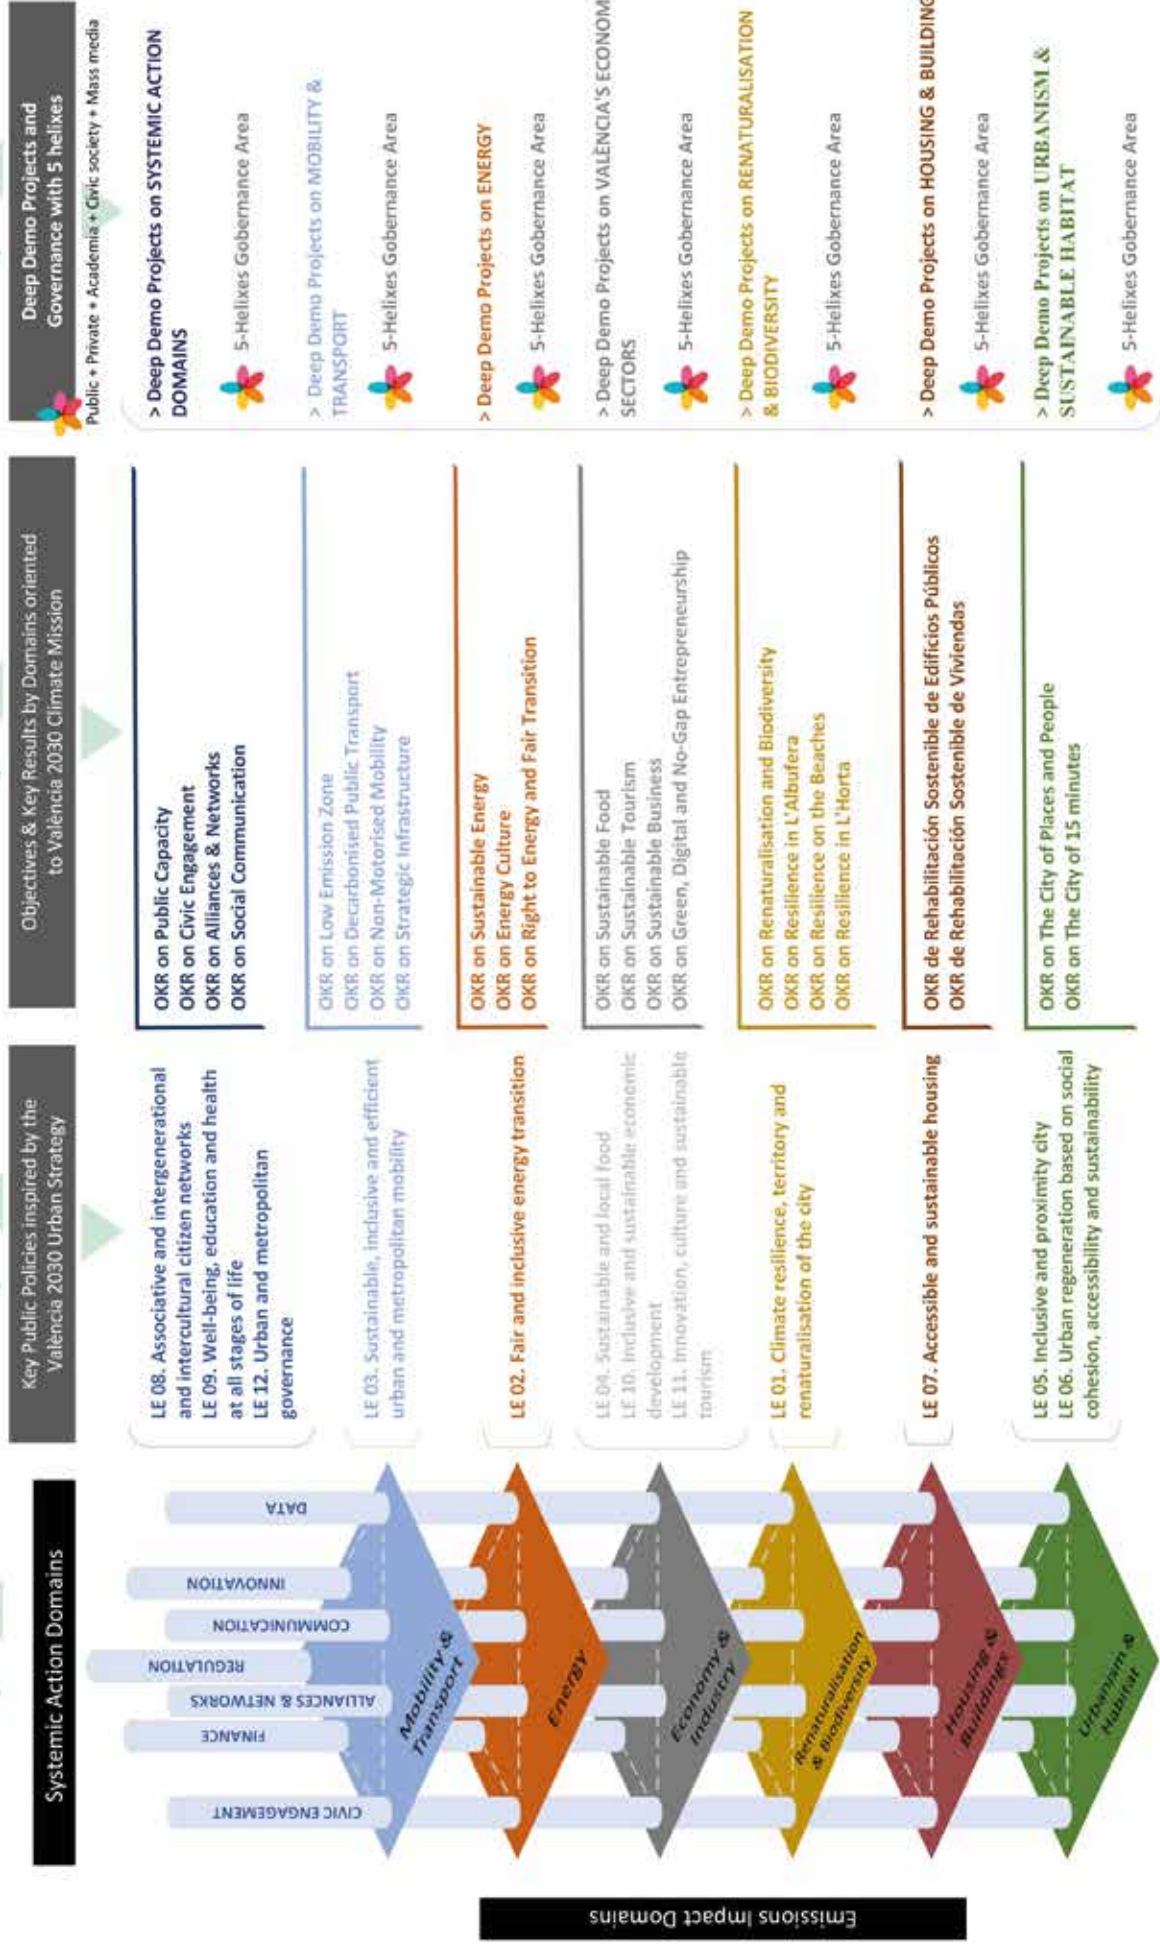 Systemic Action Domains
Key Public Policies inspired by the
València 2030 Urban Strategy
Objectives & Key Results by Domains oriented
to València 2030 Climate Mission
Deep Demo Projects and
Governance with 5 helixes
Public + Private + Academia + Civic society + Mass media
Emissions Impact Domains
CIVIC ENGAGEMENT
FINANCE
ALLIANCES & NETWORKS
REGULATION
COMMUNICATION
INNOVATION
DATA
Mobility &
Transport
Energy
Economy &
Industry
Renaturalisation
& Biodiversity
Housing &
Buildings
Urbanism &
Habitat
LE 08. Associative and intergenerational
and intercultural citizen networks
LE 09. Well-being, education and health
at all stages of life
LE 12. Urban and metropolitan
governance
LE 03. Sustainable, inclusive and efficient
urban and metropolitan mobility
LE 02. Fair and inclusive energy transition
LE 04. Sustainable and local food
LE 10. Inclusive and sustainable economic
development
LE 11. Innovation, culture and sustainable
tourism
LE 01. Climate resilience, territory and
renaturalisation of the city
LE 07. Accessible and sustainable housing
LE 05. Inclusive and proximity city
LE 06. Urban regeneration based on social
cohesion, accessibility and sustainability
OKR on Public Capacity
OKR on Civic Engagement
OKR on Alliances & Networks
OKR on Social Communication
OKR on Low Emission Zone
OKR on Decarbonised Public Transport
OKR on Non-Motorised Mobility
OKR on Strategic Infrastructure
OKR on Sustainable Energy
OKR on Energy Culture
OKR on Right to Energy and Fair Transition
OKR on Sustainable Food
OKR on Sustainable Tourism
OKR on Sustainable Business
OKR on Green, Digital and No-Gap Entrepreneurship
OKR on Renaturalisation and Biodiversity
OKR on Resilience in L'Albufera
OKR on Resilience on the Beaches
OKR on Resilience in L'Horta
OKR de Rehabilitación Sostenible de Edificios Públicos
OKR de Rehabilitación Sostenible de Viviendas
OKR on The City of Places and People
OKR on The City of 15 minutes
> Deep Demo Projects on SYSTEMIC ACTION
DOMAINS
5-Helixes Gobernance Area
> Deep Demo Projects on MOBILITY &
TRANSPORT
5-Helixes Gobernance Area
> Deep Demo Projects on ENERGY
5-Helixes Gobernance Area
> Deep Demo Projects on VALÈNCIA'S ECONOM
SECTORS
5-Helixes Gobernance Area
> Deep Demo Projects on RENATURALISATION
& BIODIVERSITY
5-Helixes Gobernance Area
> Deep Demo Projects on HOUSING & BUILDING
5-Helixes Gobernance Area
> Deep Demo Projects on URBANISM &
SUSTAINABLE HABITAT
5-Helixes Gobernance Area